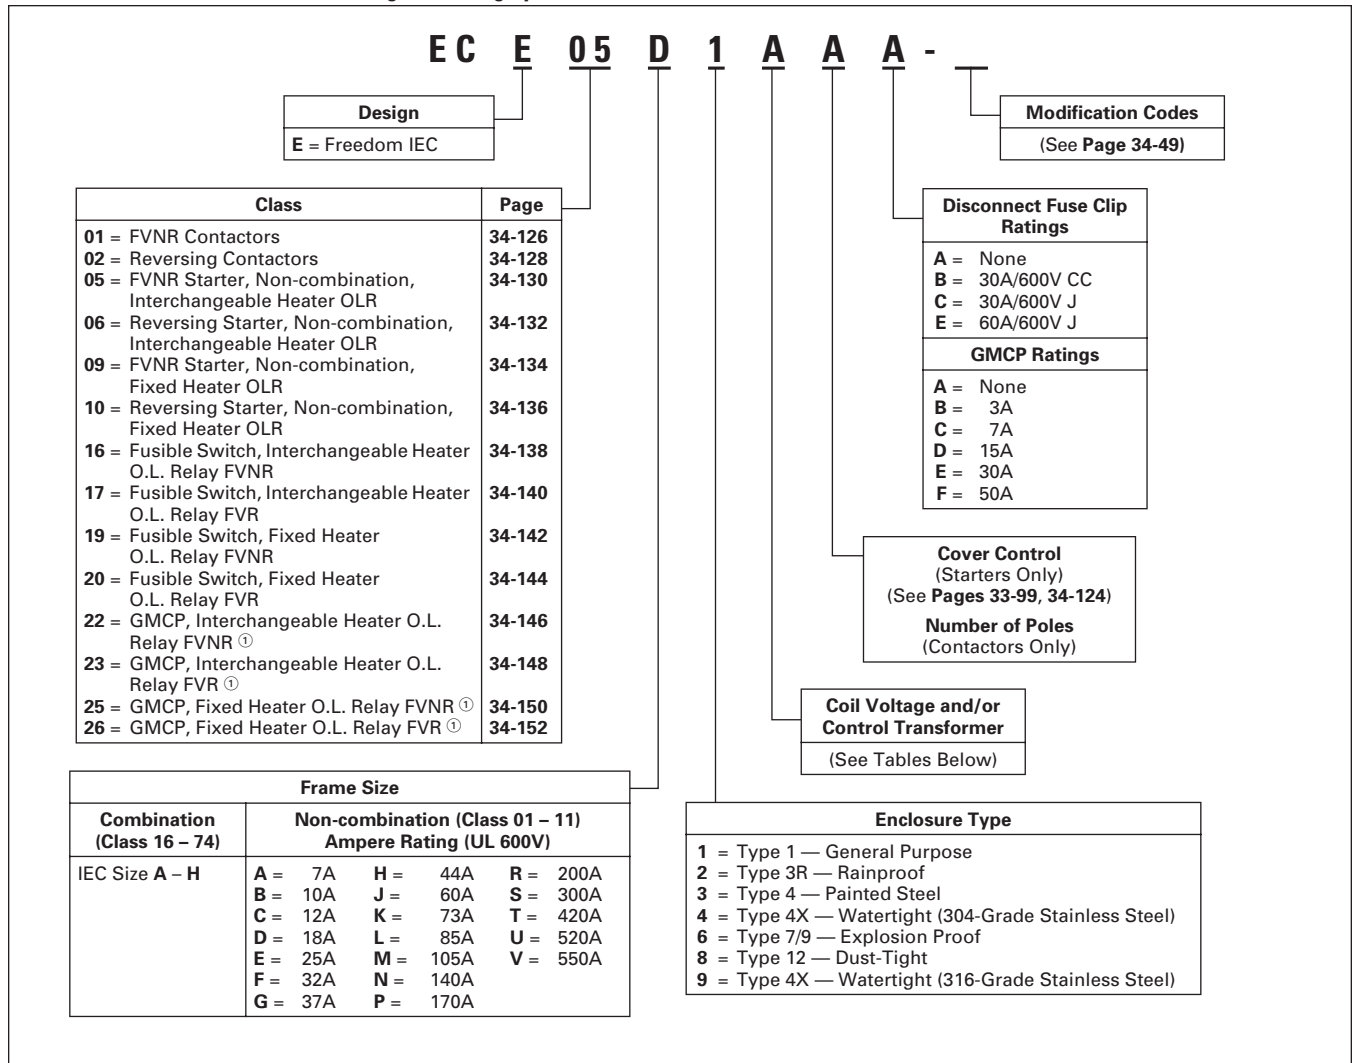 EC E 05 D 1 A A A -
Design
E = Freedom IEC
Modification Codes
(See Page 34-49)
Class Page
01 = FVNR Contactors 34-126
02 = Reversing Contactors 34-128
05 = FVNR Starter, Non-combination, 34-130
Interchangeable Heater OLR
06 = Reversing Starter, Non-combination, 34-132
Interchangeable Heater OLR
09 = FVNR Starter, Non-combination, 34-134
Fixed Heater OLR
10 = Reversing Starter, Non-combination, 34-136
Fixed Heater OLR
16 = Fusible Switch, Interchangeable Heater 34-138
O.L. Relay FVNR
17 = Fusible Switch, Interchangeable Heater 34-140
O.L. Relay FVR
19 = Fusible Switch, Fixed Heater 34-142
O.L. Relay FVNR
20 = Fusible Switch, Fixed Heater 34-144
O.L. Relay FVR
22 = GMCP, Interchangeable Heater O.L. 34-146
Relay FVNR ①
23 = GMCP, Interchangeable Heater O.L. 34-148
Relay FVR ①
25 = GMCP, Fixed Heater O.L. Relay FVNR ① 34-150
26 = GMCP, Fixed Heater O.L. Relay FVR ① 34-152
Disconnect Fuse Clip
Ratings
A = None
B = 30A/600V CC
C = 30A/600V J
E = 60A/600V J
GMCP Ratings
A = None
B = 3A
C = 7A
D = 15A
E = 30A
F = 50A
Cover Control
(Starters Only)
(See Pages 33-99, 34-124)
Number of Poles
(Contactors Only)
Coil Voltage and/or
Control Transformer
(See Tables Below)
Frame Size
Combination
(Class 16 – 74)
Non-combination (Class 01 – 11)
Ampere Rating (UL 600V)
IEC Size A – H
A = 7A H = 44A R = 200A
B = 10A J = 60A S = 300A
C = 12A K = 73A T = 420A
D = 18A L = 85A U = 520A
E = 25A M = 105A V = 550A
F = 32A N = 140A
G = 37A P = 170A
Enclosure Type
1 = Type 1 — General Purpose
2 = Type 3R — Rainproof
3 = Type 4 — Painted Steel
4 = Type 4X — Watertight (304-Grade Stainless Steel)
6 = Type 7/9 — Explosion Proof
8 = Type 12 — Dust-Tight
9 = Type 4X — Watertight (316-Grade Stainless Steel)